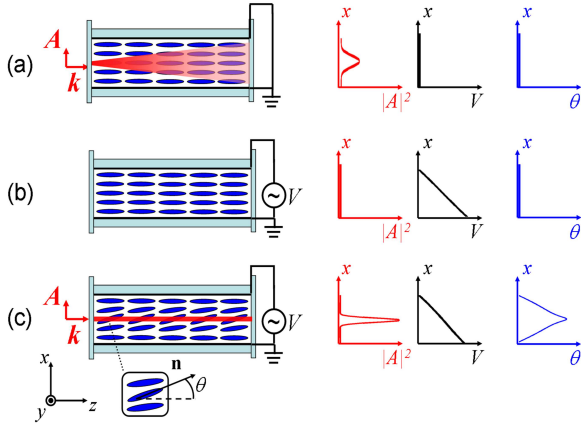 (a)
A
k
x
|A|²
x
V
x
θ
(b)
~
V
x
|A|²
x
V
x
θ
(c)
A
k
~
V
x
|A|²
x
V
x
θ
x
y
z
n
θ